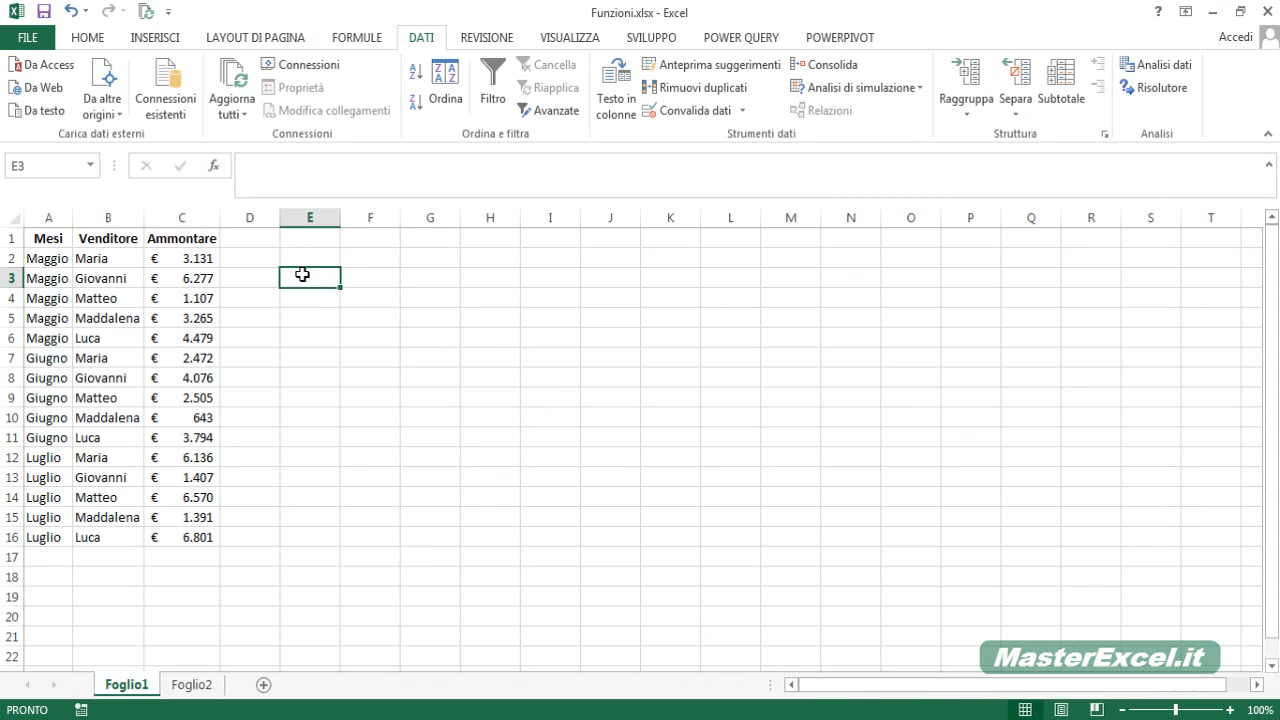 Funzioni.xlsx - Excel
FILE HOME INSERISCI LAYOUT DI PAGINA FORMULE DATI REVISIONE VISUALIZZA SVILUPPO POWER QUERY POWERPIVOT Accedi
Da Access
Da Web
Da testo
Da altre origini
Connessioni esistenti
Carica dati esterni
Aggiorna tutti
Connessioni
Proprietà
Modifica collegamenti
Connessioni
Ordina
Filtro
Cancella
Riapplica
Avanzate
Ordina e filtra
Testo in colonne
Anteprima suggerimenti
Rimuovi duplicati
Convalida dati
Consolida
Analisi di simulazione
Relazioni
Strumenti dati
Raggruppa
Separa
Subtotale
Struttura
Analisi dati
Risolutore
Analisi
E3 fx
A B C D E F G H I J K L M N O P Q R S T
1 Mesi Venditore Ammontare
2 Maggio Maria € 3.131
3 Maggio Giovanni € 6.277
4 Maggio Matteo € 1.107
5 Maggio Maddalena € 3.265
6 Maggio Luca € 4.479
7 Giugno Maria € 2.472
8 Giugno Giovanni € 4.076
9 Giugno Matteo € 2.505
10 Giugno Maddalena € 643
11 Giugno Luca € 3.794
12 Luglio Maria € 6.136
13 Luglio Giovanni € 1.407
14 Luglio Matteo € 6.570
15 Luglio Maddalena € 1.391
16 Luglio Luca € 6.801
17
18
19
20
21
22
MasterExcel.it
Foglio1 Foglio2
PRONTO 100%